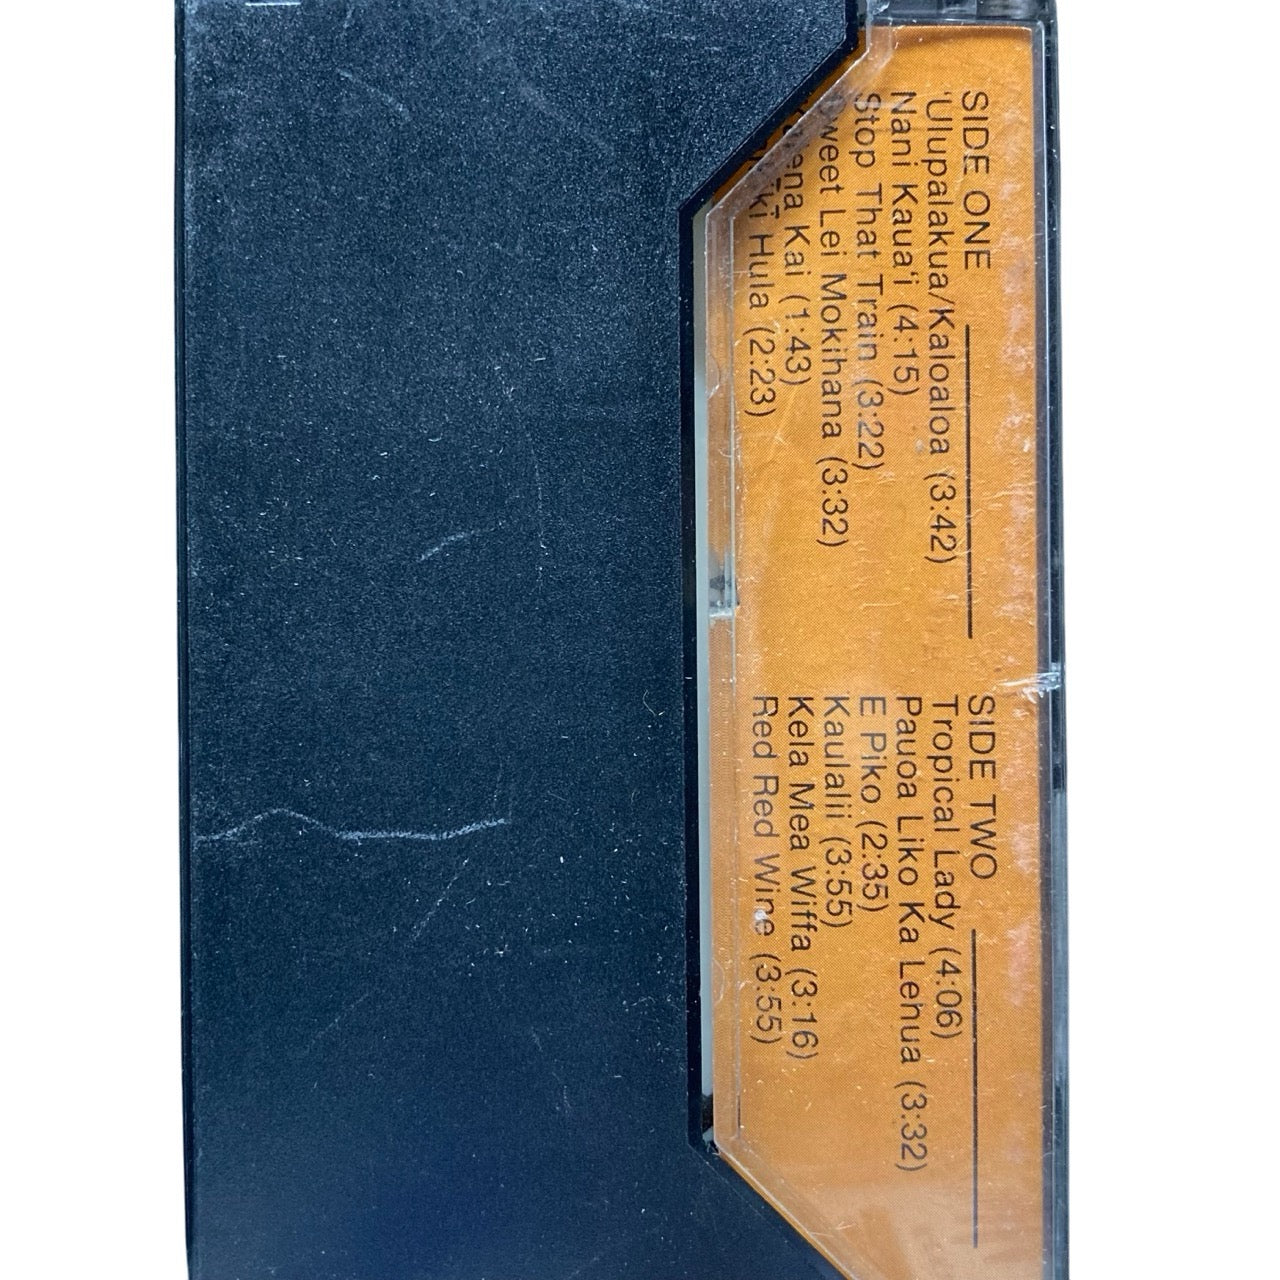 SIDE ONE
'Ulupalakua/Kaloaloa (3:42)
Nani Kaua'i (4:15)
Stop That Train (3:22)
Sweet Lei Mokihana (3:32)
Kai (1:43)
Hula (2:23)
SIDE TWO
Tropical Lady (4:06)
Pauoa Liko Ka Lehua (3:32)
E Piko (2:35)
Kaulalii (3:55)
Kela Mea Wiffa (3:16)
Red Red Wine (3:55)